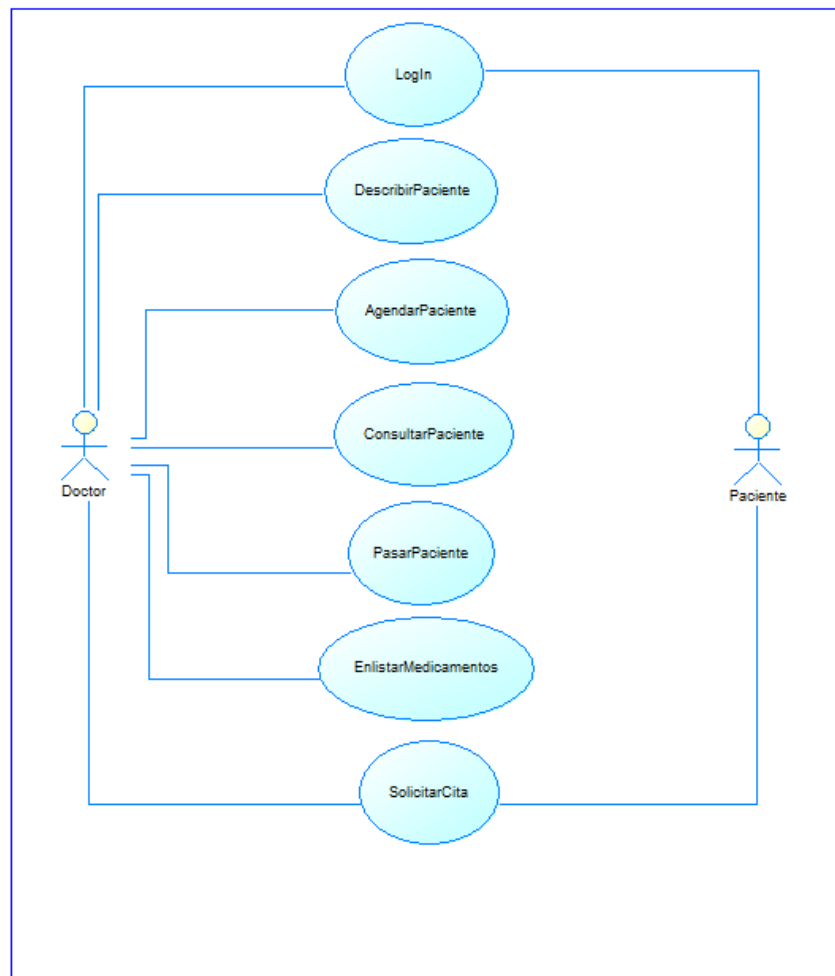 LogIn
DescribirPaciente
AgendarPaciente
ConsultarPaciente
Doctor
Paciente
PasarPaciente
EnlistarMedicamentos
SolicitarCita